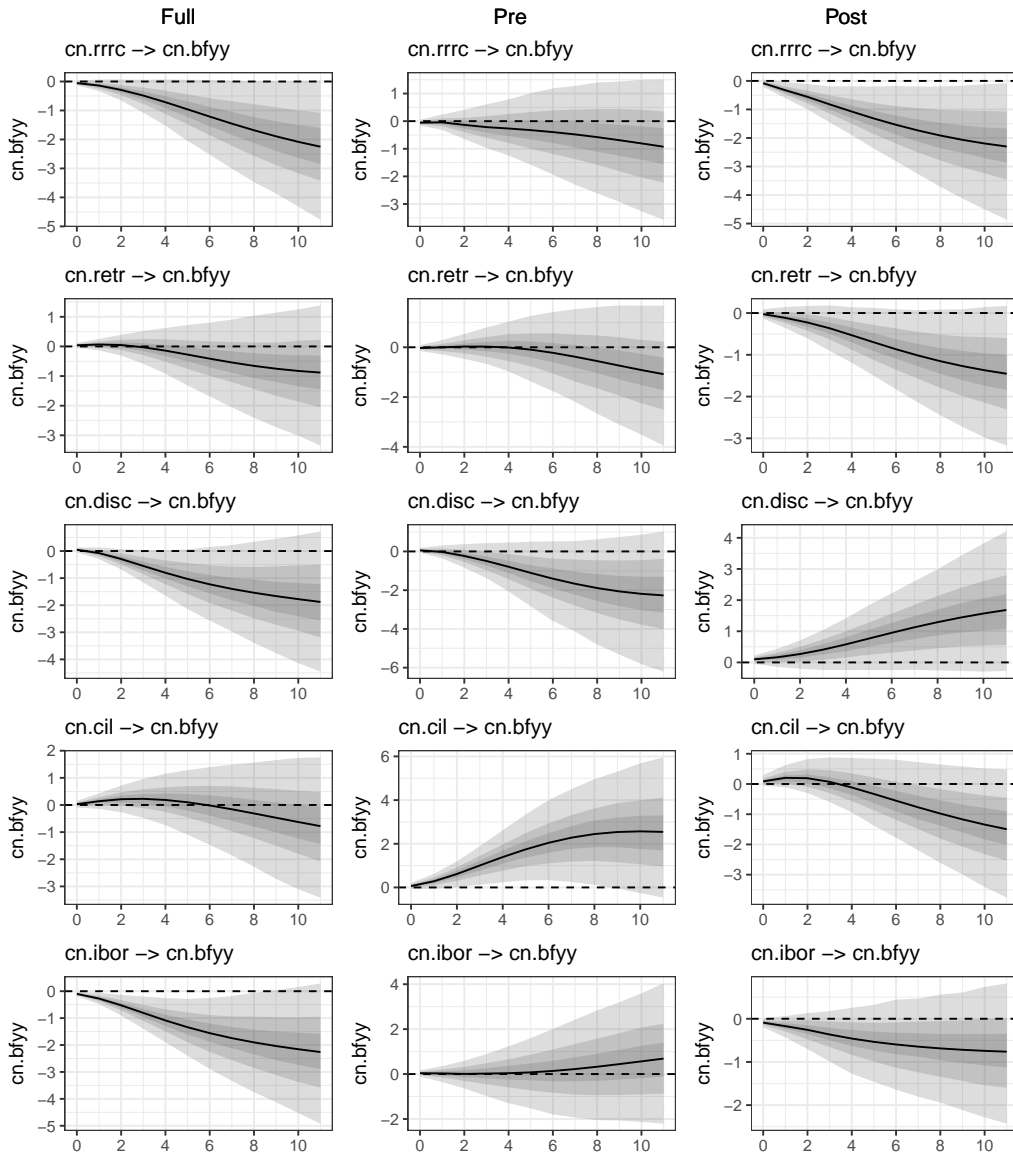 Full Pre Post
cn.rrrc −> cn.bfyy cn.rrrc −> cn.bfyy cn.rrrc −> cn.bfyy
cn.bfyy
0
−1
−2
−3
−4
−5
0 2 4 6 8 10
cn.bfyy
1
0
−1
−2
−3
0 2 4 6 8 10
cn.bfyy
0
−1
−2
−3
−4
−5
0 2 4 6 8 10
cn.retr −> cn.bfyy cn.retr −> cn.bfyy cn.retr −> cn.bfyy
cn.bfyy
1
0
−1
−2
−3
0 2 4 6 8 10
cn.bfyy
0
−2
−4
0 2 4 6 8 10
cn.bfyy
0
−1
−2
−3
0 2 4 6 8 10
cn.disc −> cn.bfyy cn.disc −> cn.bfyy cn.disc −> cn.bfyy
cn.bfyy
0
−1
−2
−3
−4
0 2 4 6 8 10
cn.bfyy
0
−2
−4
−6
0 2 4 6 8 10
cn.bfyy
4
3
2
1
0
0 2 4 6 8 10
cn.cil −> cn.bfyy cn.cil −> cn.bfyy cn.cil −> cn.bfyy
cn.bfyy
2
1
0
−1
−2
−3
0 2 4 6 8 10
cn.bfyy
6
4
2
0
0 2 4 6 8 10
cn.bfyy
1
0
−1
−2
−3
0 2 4 6 8 10
cn.ibor −> cn.bfyy cn.ibor −> cn.bfyy cn.ibor −> cn.bfyy
cn.bfyy
0
−1
−2
−3
−4
−5
0 2 4 6 8 10
cn.bfyy
4
2
0
−2
0 2 4 6 8 10
cn.bfyy
0
−1
−2
0 2 4 6 8 10